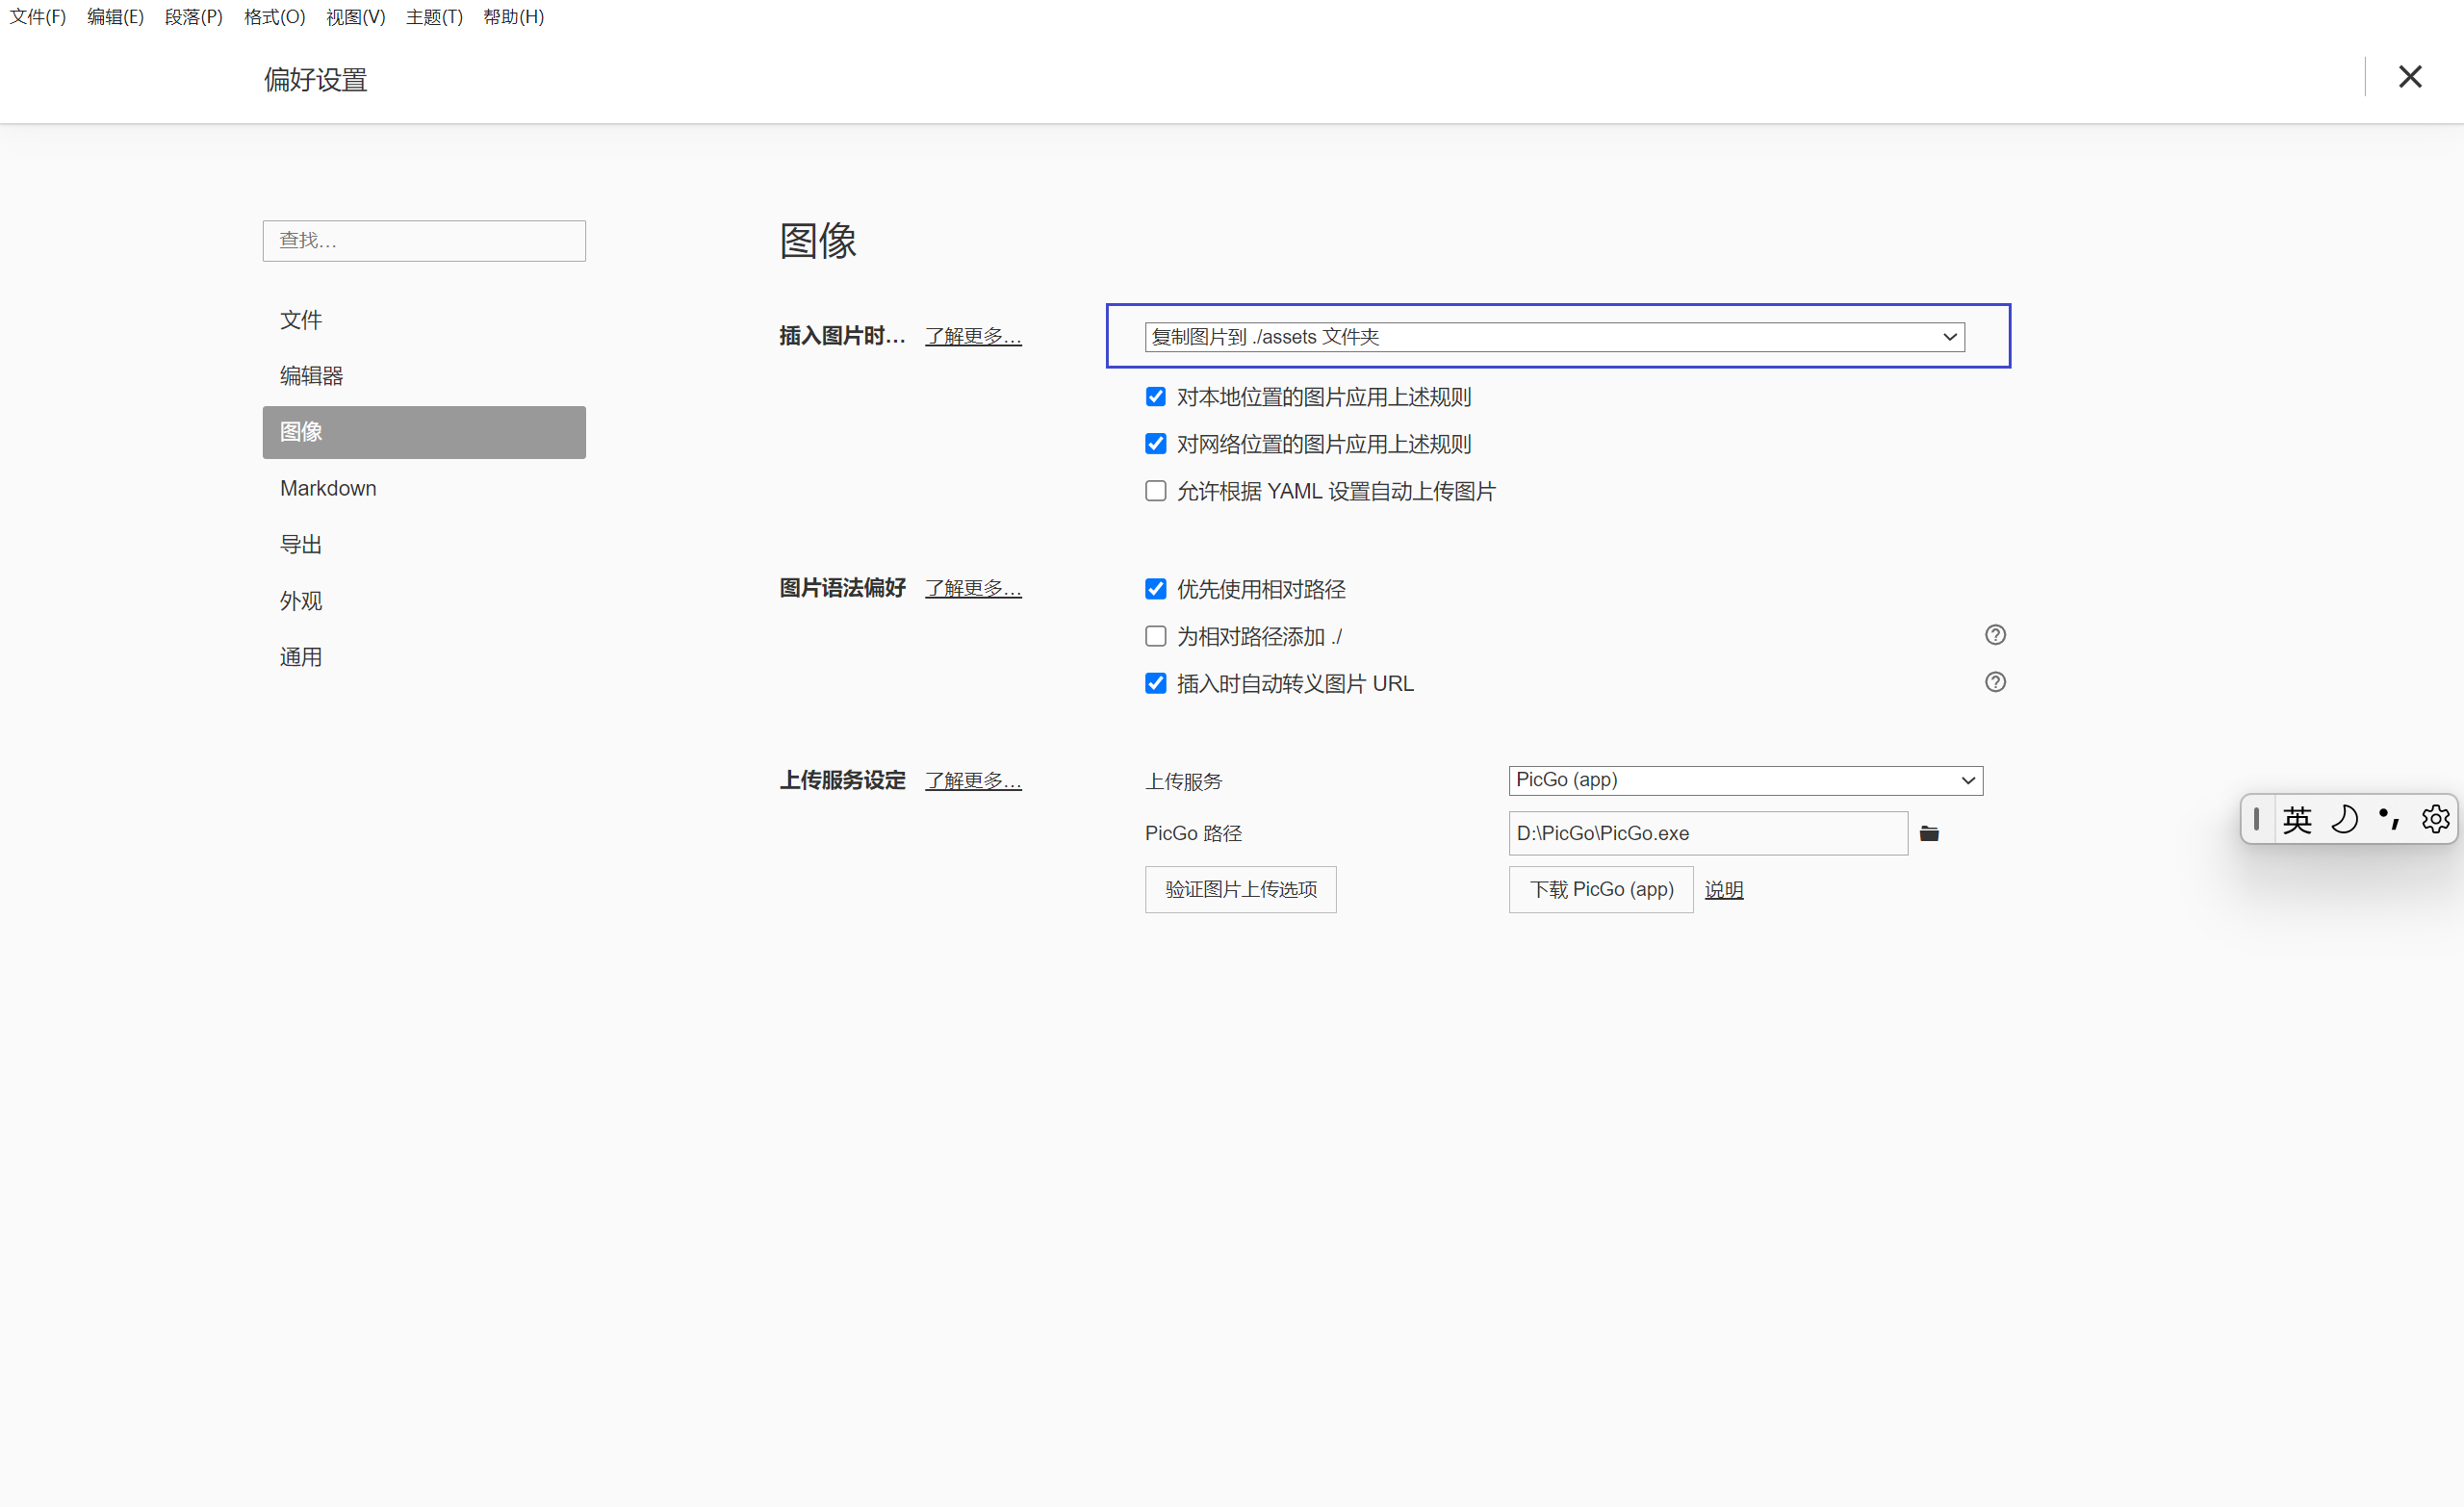 文件(F) 编辑(E) 段落(P) 格式(O) 视图(V) 主题(T) 帮助(H)
偏好设置
查找…
文件
编辑器
图像
Markdown
导出
外观
通用
图像
插入图片时… 了解更多… 复制图片到 ./assets 文件夹
对本地位置的图片应用上述规则
对网络位置的图片应用上述规则
允许根据 YAML 设置自动上传图片
图片语法偏好 了解更多… 优先使用相对路径
为相对路径添加 ./
插入时自动转义图片 URL
上传服务设定 了解更多… 上传服务 PicGo (app)
PicGo 路径 D:\PicGo\PicGo.exe
验证图片上传选项 下载 PicGo (app) 说明
英